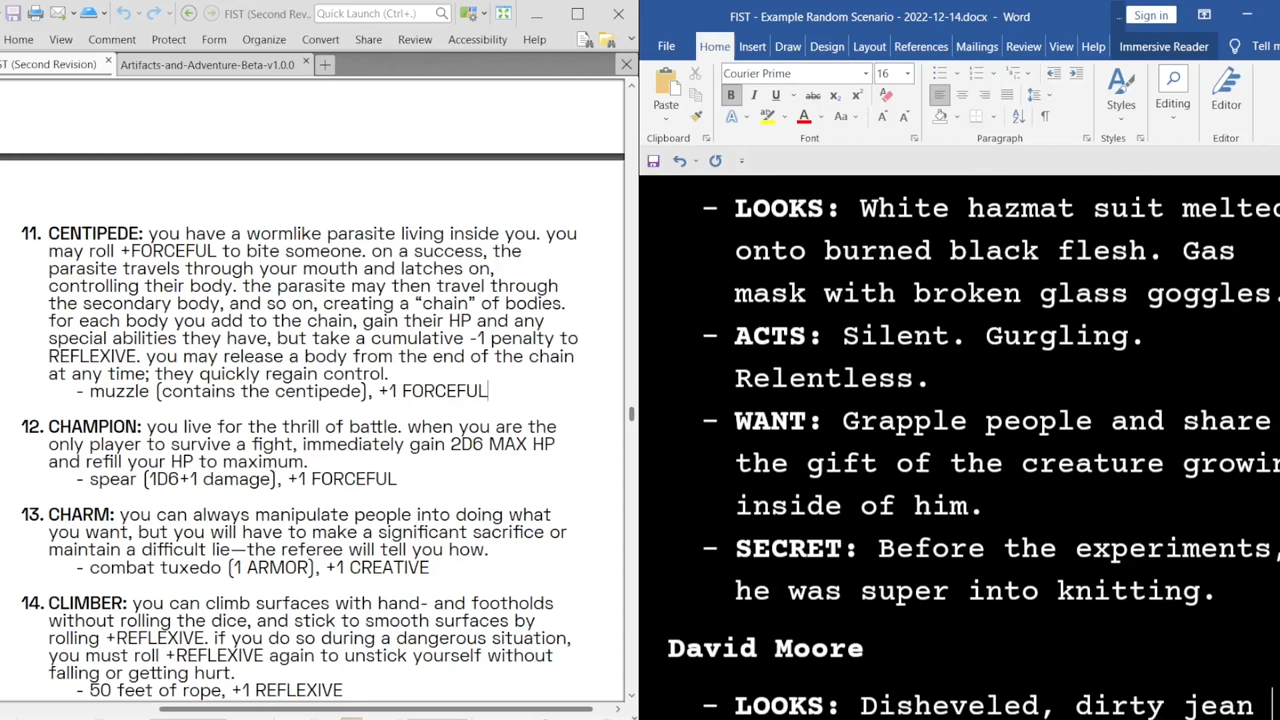 FIST (Second Rev...
Quick Launch (Ctrl+.)
Home View Comment Protect Form Organize Convert Share Review Accessibility Help
ST (Second Revision)
Artifacts-and-Adventure-Beta-v1.0.0
11. CENTIPEDE: you have a wormlike parasite living inside you. you
may roll +FORCEFUL to bite someone. on a success, the
parasite travels through your mouth and latches on,
controlling their body. the parasite may then travel through
the secondary body, and so on, creating a “chain” of bodies.
for each body you add to the chain, gain their HP and any
special abilities they have, but take a cumulative -1 penalty to
REFLEXIVE. you may release a body from the end of the chain
at any time; they quickly regain control.
- muzzle (contains the centipede), +1 FORCEFUL
12. CHAMPION: you live for the thrill of battle. when you are the
only player to survive a fight, immediately gain 2D6 MAX HP
and refill your HP to maximum.
- spear (1D6+1 damage), +1 FORCEFUL
13. CHARM: you can always manipulate people into doing what
you want, but you will have to make a significant sacrifice or
maintain a difficult lie—the referee will tell you how.
- combat tuxedo (1 ARMOR), +1 CREATIVE
14. CLIMBER: you can climb surfaces with hand- and footholds
without rolling the dice, and stick to smooth surfaces by
rolling +REFLEXIVE. if you do so during a dangerous situation,
you must roll +REFLEXIVE again to unstick yourself without
falling or getting hurt.
- 50 feet of rope, +1 REFLEXIVE
FIST - Example Random Scenario - 2022-12-14.docx - Word
... Sign in
File Home Insert Draw Design Layout References Mailings Review View Help Immersive Reader Tell m
Courier Prime 16
Paste
B I U abc x₂ x²
A A Aa A A
Styles
Editing
Editor
Clipboard Font Paragraph Styles Editor
- LOOKS: White hazmat suit melted
onto burned black flesh. Gas
mask with broken glass goggles.
- ACTS: Silent. Gurgling.
Relentless.
- WANT: Grapple people and share
the gift of the creature growin
inside of him.
- SECRET: Before the experiments,
he was super into knitting.
David Moore
- LOOKS: Disheveled, dirty jean